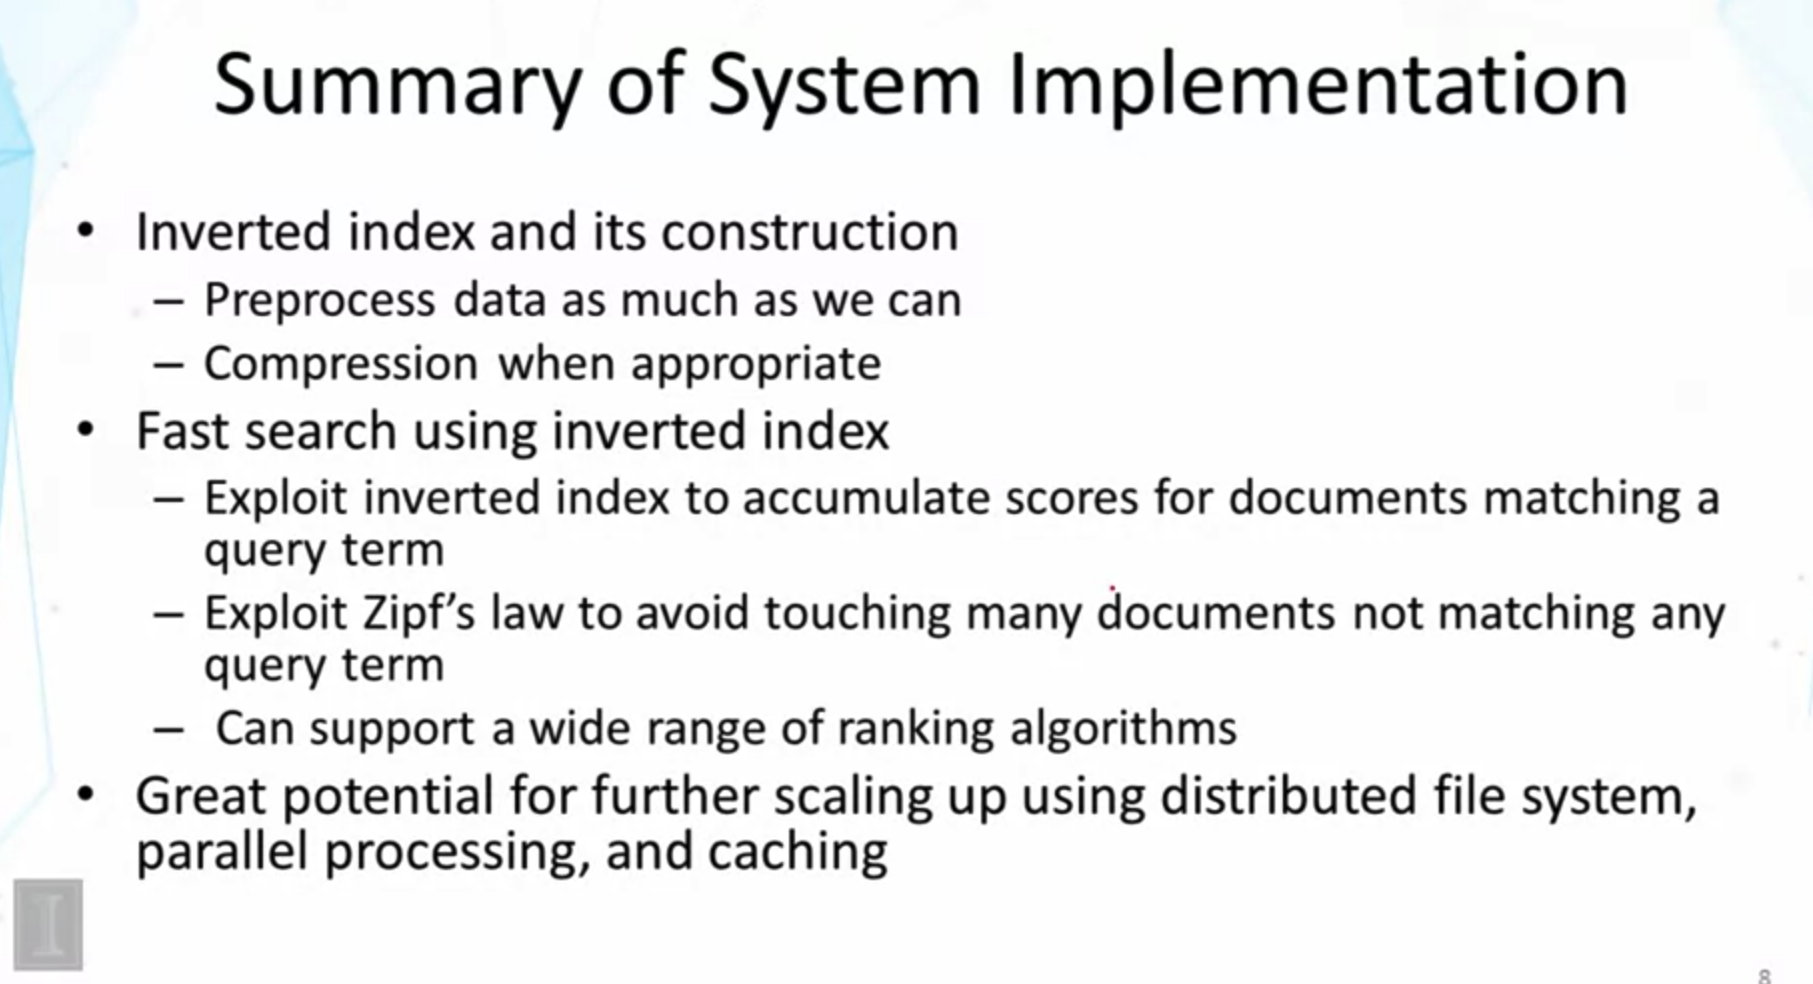 Summary of System Implementation
• Inverted index and its construction
– Preprocess data as much as we can
– Compression when appropriate
• Fast search using inverted index
– Exploit inverted index to accumulate scores for documents matching a
query term
– Exploit Zipf’s law to avoid touching many documents not matching any
query term
– Can support a wide range of ranking algorithms
• Great potential for further scaling up using distributed file system,
parallel processing, and caching
I
8